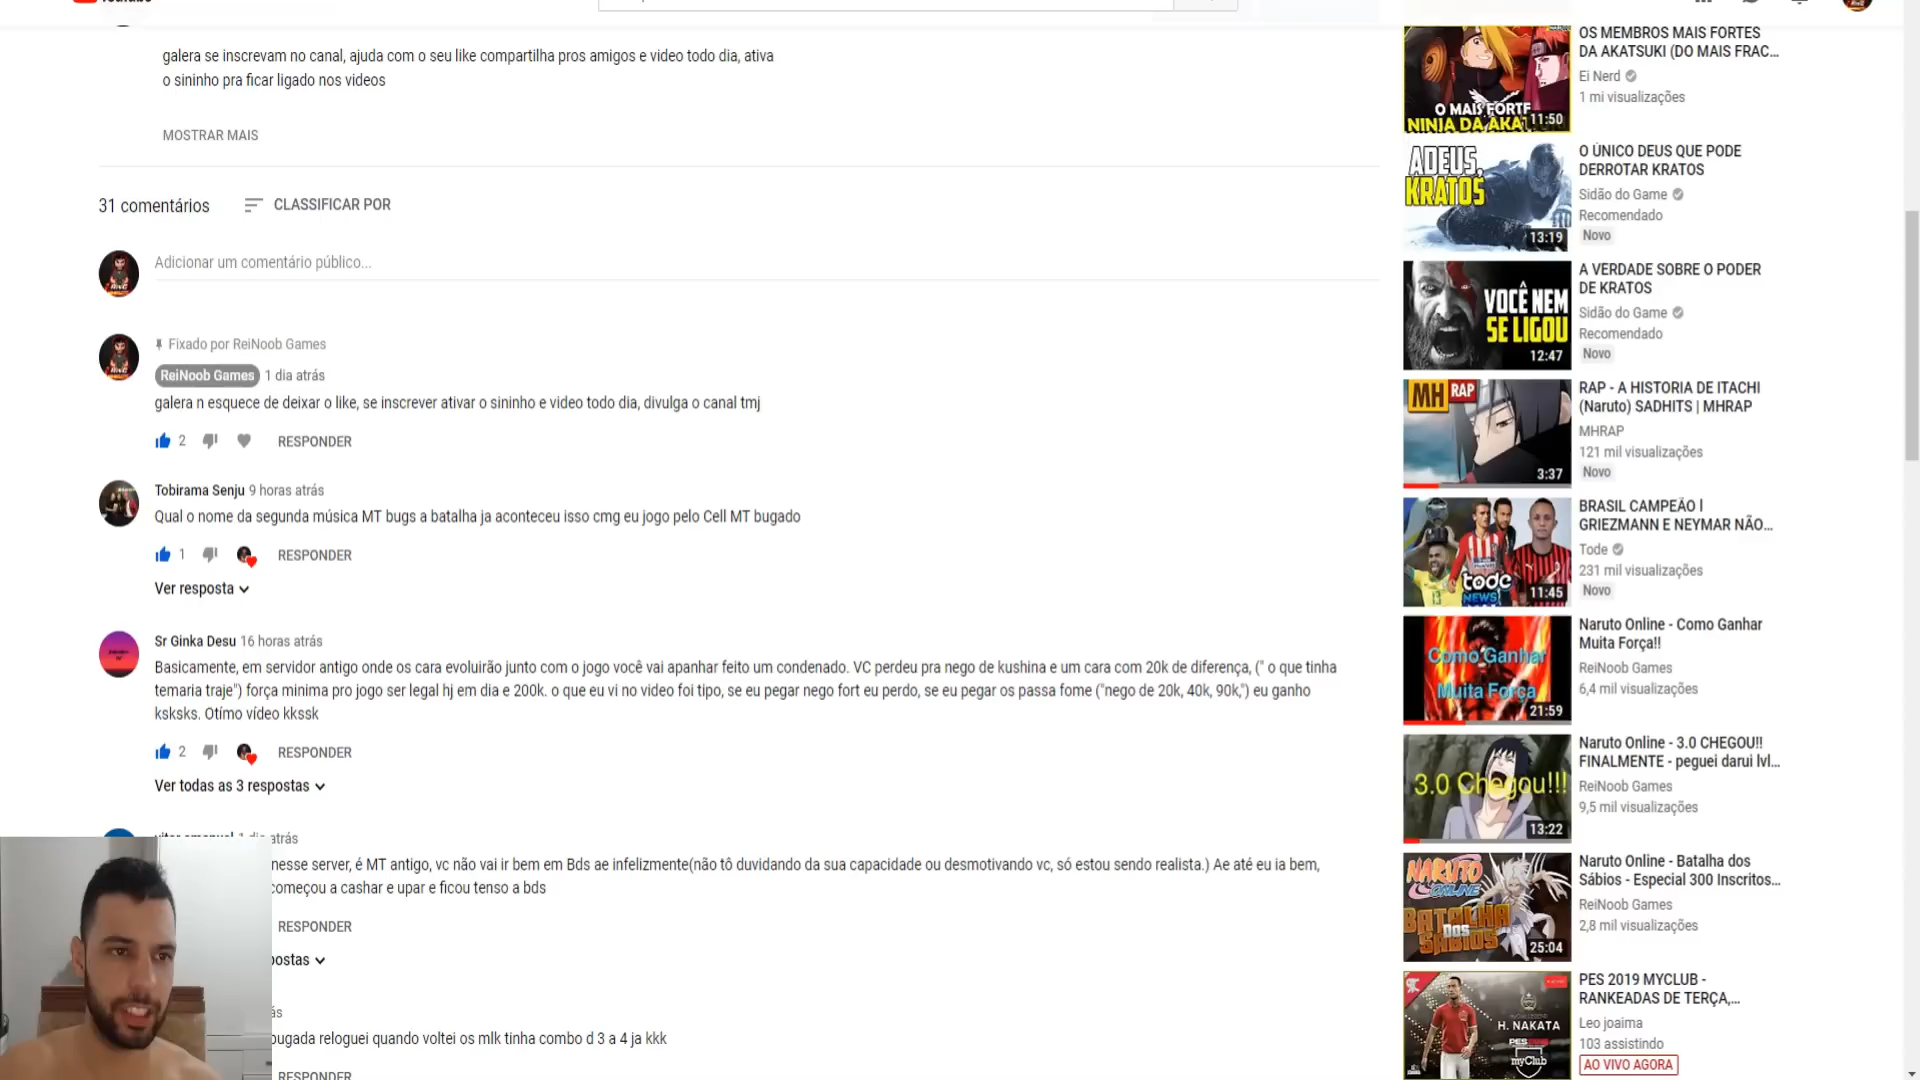 galera se inscrevam no canal, ajuda com o seu like compartilha pros amigos e video todo dia, ativa
o sininho pra ficar ligado nos videos
MOSTRAR MAIS
31 comentários
CLASSIFICAR POR
Adicionar um comentário público...
Fixado por ReiNoob Games
ReiNoob Games 1 dia atrás
galera n esquece de deixar o like, se inscrever ativar o sininho e video todo dia, divulga o canal tmj
2 RESPONDER
Tobirama Senju 9 horas atrás
Qual o nome da segunda música MT bugs a batalha ja aconteceu isso cmg eu jogo pelo Cell MT bugado
1 RESPONDER
Ver resposta
Sr Ginka Desu 16 horas atrás
Basicamente, em servidor antigo onde os cara evoluirão junto com o jogo você vai apanhar feito um condenado. VC perdeu pra nego de kushina e um cara com 20k de diferença, (" o que tinha
temaria traje") força minima pro jogo ser legal hj em dia e 200k. o que eu vi no video foi tipo, se eu pegar nego fort eu perdo, se eu pegar os passa fome ("nego de 20k, 40k, 90k,") eu ganho
ksksks. Otímo vídeo kkssk
2 RESPONDER
Ver todas as 3 respostas
1 dia atrás
nesse server, é MT antigo, vc não vai ir bem em Bds ae infelizmente(não tô duvidando da sua capacidade ou desmotivando vc, só estou sendo realista.) Ae até eu ia bem,
começou a cashar e upar e ficou tenso a bds
RESPONDER
postas
ás
bugada reloguei quando voltei os mlk tinha combo d 3 a 4 ja kkk
RESPONDER
O MAIS FORTE
NINJA DA AKA
11:50
OS MEMBROS MAIS FORTES
DA AKATSUKI (DO MAIS FRAC...
Ei Nerd
1 mi visualizações
ADEUS,
KRATOS
13:19
O ÚNICO DEUS QUE PODE
DERROTAR KRATOS
Sidão do Game
Recomendado
Novo
VOCÊ NEM
SE LIGOU
12:47
A VERDADE SOBRE O PODER
DE KRATOS
Sidão do Game
Recomendado
Novo
MH RAP
3:37
RAP - A HISTORIA DE ITACHI
(Naruto) SADHITS | MHRAP
MHRAP
121 mil visualizações
Novo
tode
NEWS
11:45
BRASIL CAMPEÃO |
GRIEZMANN E NEYMAR NÃO...
Tode
231 mil visualizações
Novo
Como Ganhar
Muita Força
21:59
Naruto Online - Como Ganhar
Muita Força!!
ReiNoob Games
6,4 mil visualizações
3.0 Chegou!!!
13:22
Naruto Online - 3.0 CHEGOU!!
FINALMENTE - peguei darui lvl...
ReiNoob Games
9,5 mil visualizações
NARUTO
ONLINE
BATALHA
DOS
SÁBIOS
25:04
Naruto Online - Batalha dos
Sábios - Especial 300 Inscritos...
ReiNoob Games
2,8 mil visualizações
H. NAKATA
myClub
PES 2019 MYCLUB -
RANKEADAS DE TERÇA,...
Leo joaima
103 assistindo
AO VIVO AGORA